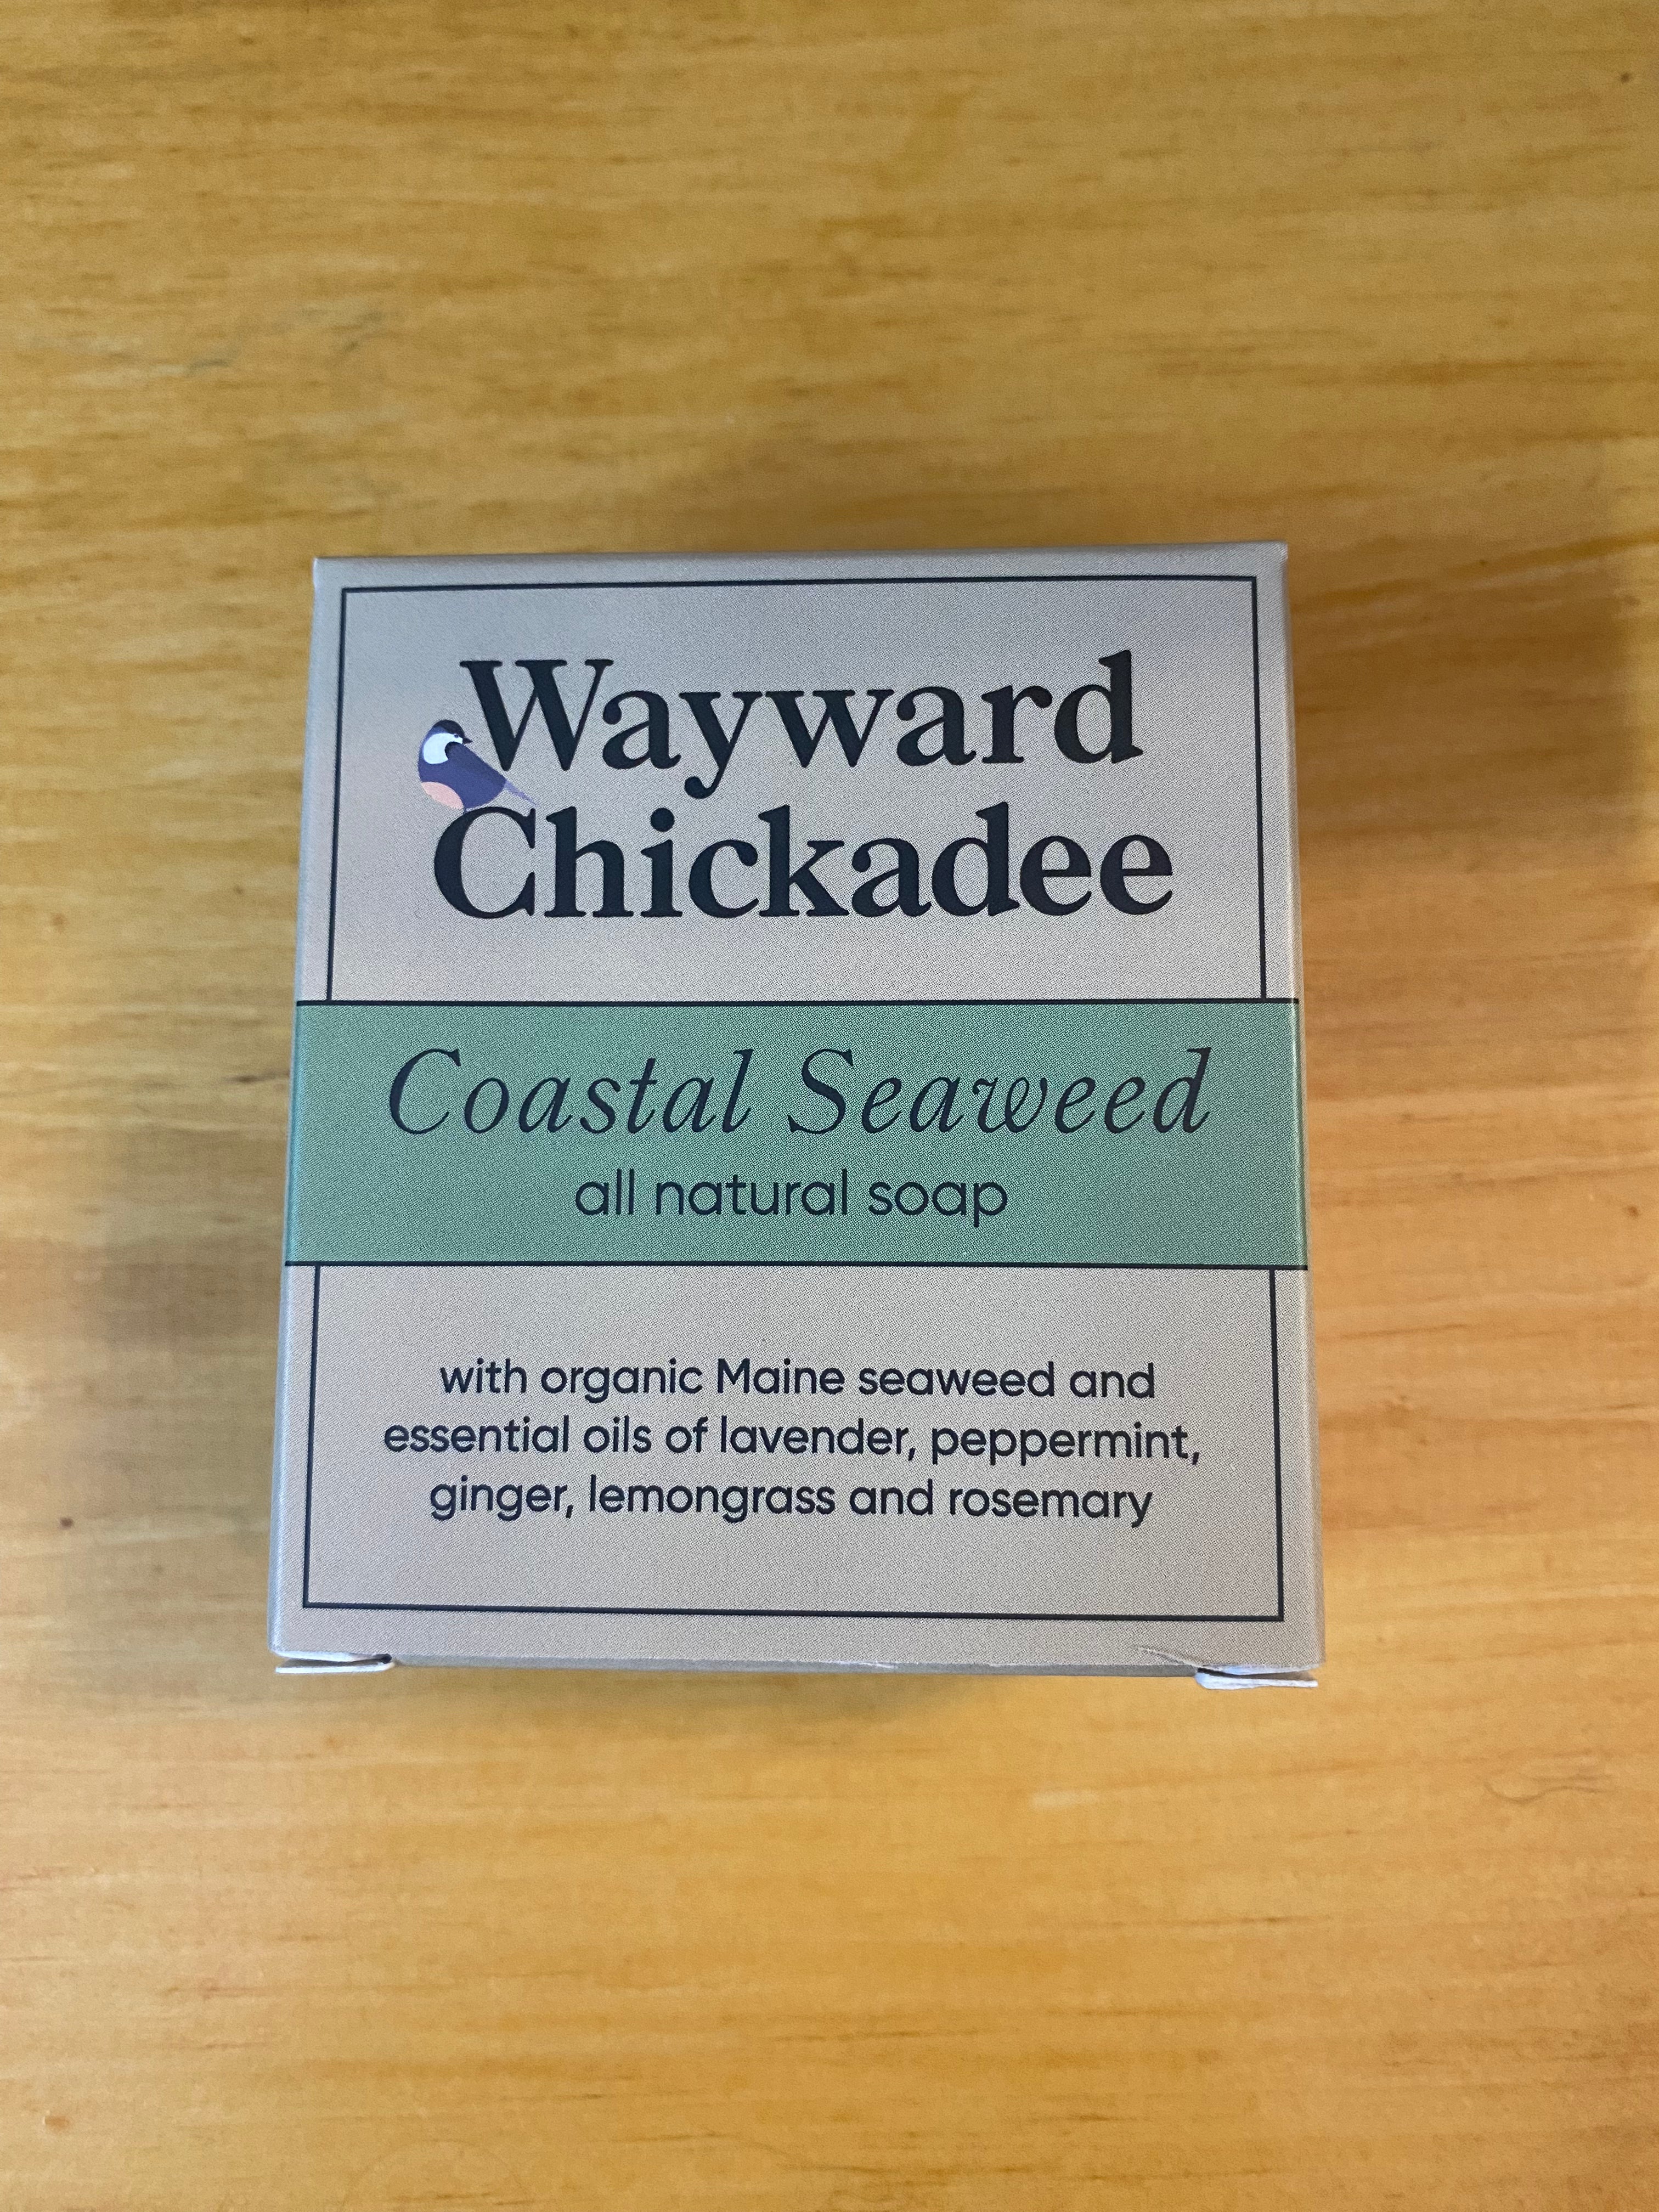 Wayward
Chickadee
Coastal Seaweed
all natural soap
with organic Maine seaweed and
essential oils of lavender, peppermint,
ginger, lemongrass and rosemary